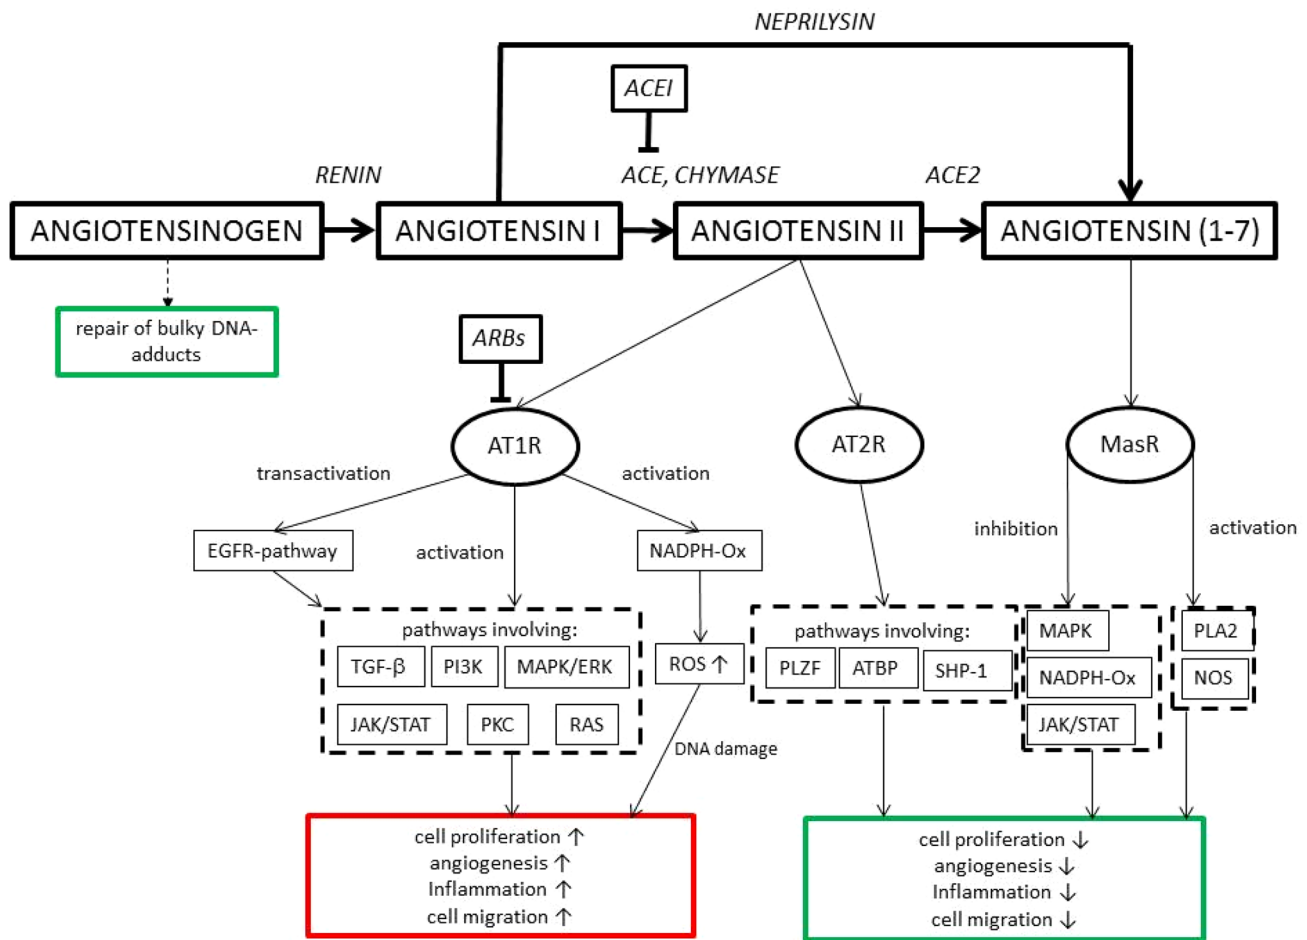 NEPRILYSIN
ACEI
RENIN
ACE, CHYMASE
ACE2
ANGIOTENSINOGEN
ANGIOTENSIN I
ANGIOTENSIN II
ANGIOTENSIN (1-7)
repair of bulky DNA-
adducts
ARBs
AT1R
AT2R
MasR
transactivation
activation
EGFR-pathway
activation
NADPH-Ox
inhibition
activation
pathways involving:
TGF-β
PI3K
MAPK/ERK
JAK/STAT
PKC
RAS
ROS ↑
DNA damage
pathways involving:
PLZF
ATBP
SHP-1
MAPK
NADPH-Ox
JAK/STAT
PLA2
NOS
cell proliferation ↑
angiogenesis ↑
Inflammation ↑
cell migration ↑
cell proliferation ↓
angiogenesis ↓
Inflammation ↓
cell migration ↓